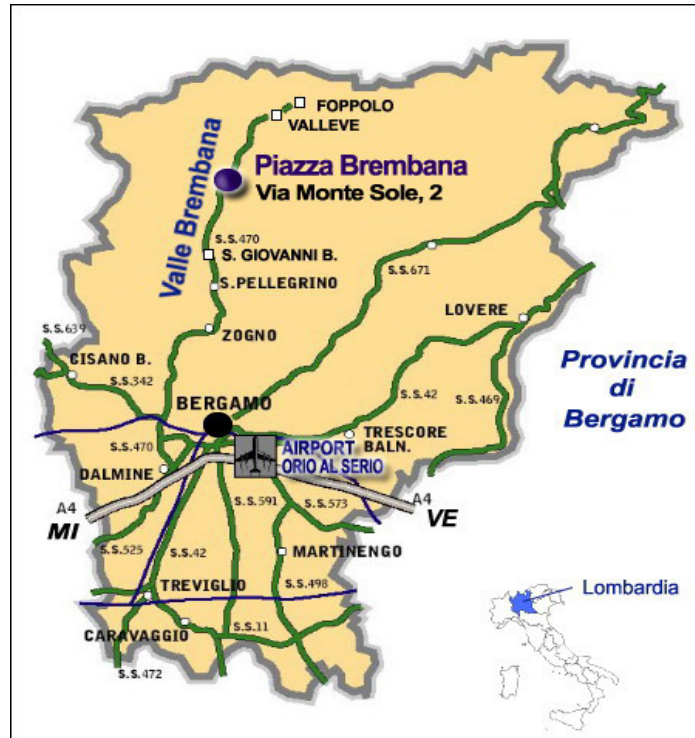 FOPPOLO
VALLEVE
Valle Brembana
Piazza Brembana
Via Monte Sole, 2
S.S.470
S. GIOVANNI B.
S.S.671
S.PELLEGRINO
LOVERE
S.S.639
ZOGNO
CISANO B.
Provincia
di
Bergamo
S.S.342
S.S.42
S.S.469
BERGAMO
TRESCORE
BALN.
S.S.470
AIRPORT
ORIO AL SERIO
DALMINE
A4
MI
S.S.591
S.S.573
A4
VE
S.S.525
S.S.42
MARTINENGO
TREVIGLIO
S.S.498
Lombardia
CARAVAGGIO
S.S.11
S.S.472